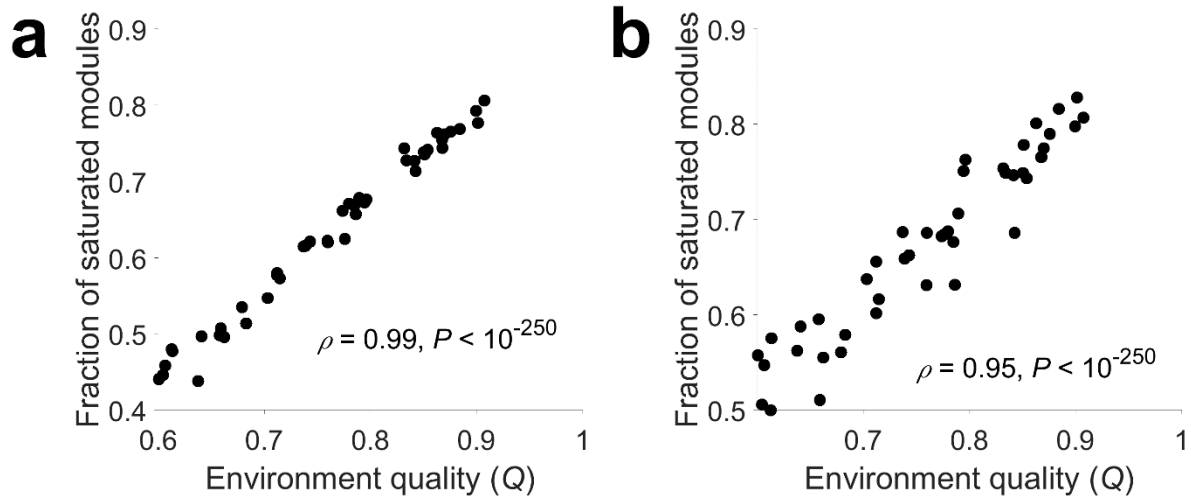 a
Fraction of saturated modules
0.9
0.8
0.7
0.6
0.5
0.4
ρ = 0.99, P < 10⁻²⁵⁰
0.6 0.7 0.8 0.9 1
Environment quality (Q)
b
Fraction of saturated modules
0.9
0.8
0.7
0.6
0.5
ρ = 0.95, P < 10⁻²⁵⁰
0.7 0.8 0.9 1
Environment quality (Q)